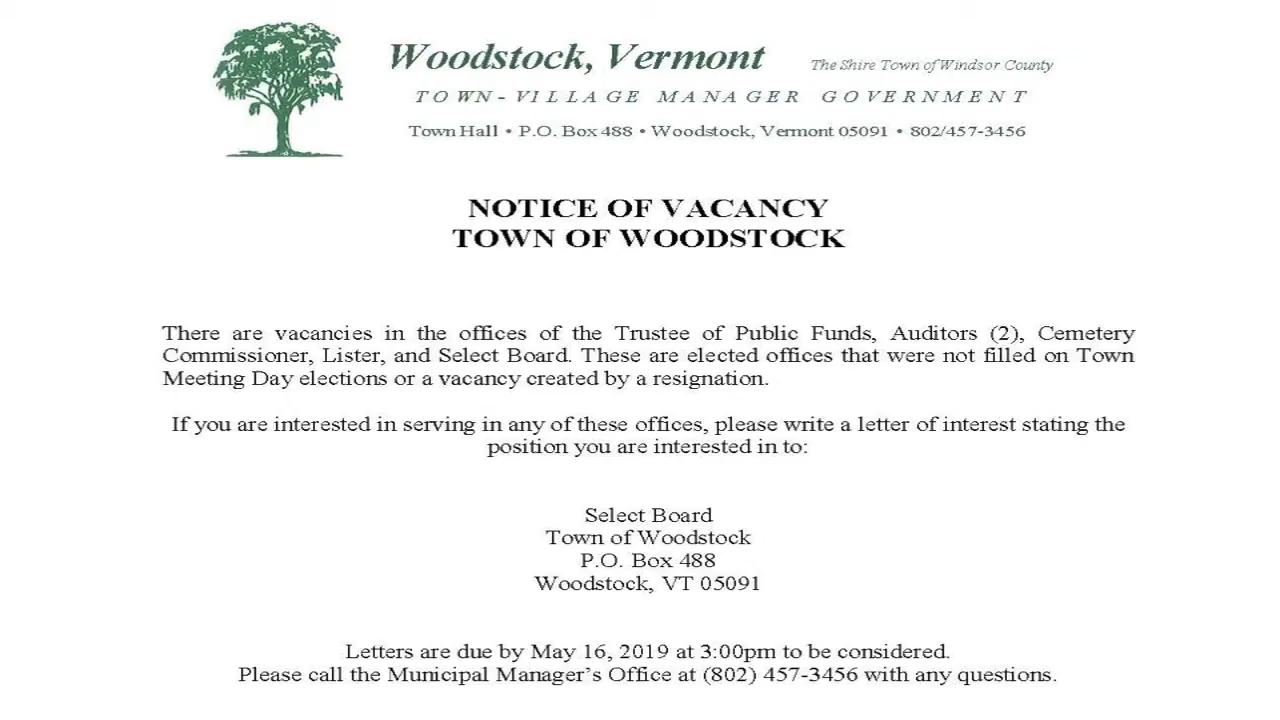 Woodstock, Vermont The Shire Town of Windsor County
TOWN-VILLAGE MANAGER GOVERNMENT
Town Hall • P.O. Box 488 • Woodstock, Vermont 05091 • 802/457-3456
NOTICE OF VACANCY
TOWN OF WOODSTOCK
There are vacancies in the offices of the Trustee of Public Funds, Auditors (2), Cemetery
Commissioner, Lister, and Select Board. These are elected offices that were not filled on Town
Meeting Day elections or a vacancy created by a resignation.
If you are interested in serving in any of these offices, please write a letter of interest stating the
position you are interested in to:
Select Board
Town of Woodstock
P.O. Box 488
Woodstock, VT 05091
Letters are due by May 16, 2019 at 3:00pm to be considered.
Please call the Municipal Manager's Office at (802) 457-3456 with any questions.